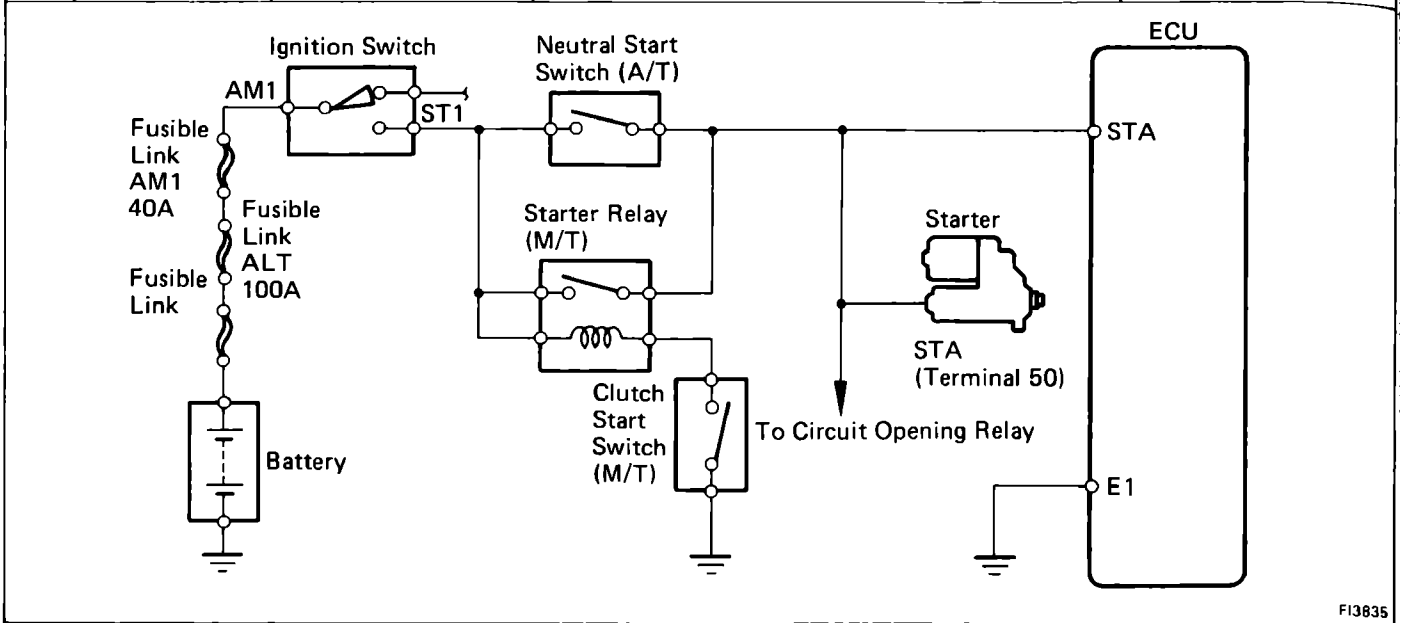 Ignition Switch
Neutral Start
Switch (A/T)
ECU
AM1
ST1
Fusible
Link
AM1
40A
Fusible
Link
ALT
100A
Fusible
Link
STA
Starter Relay
(M/T)
Starter
STA
(Terminal 50)
Clutch
Start
Switch
(M/T)
To Circuit Opening Relay
Battery
E1
FI3835